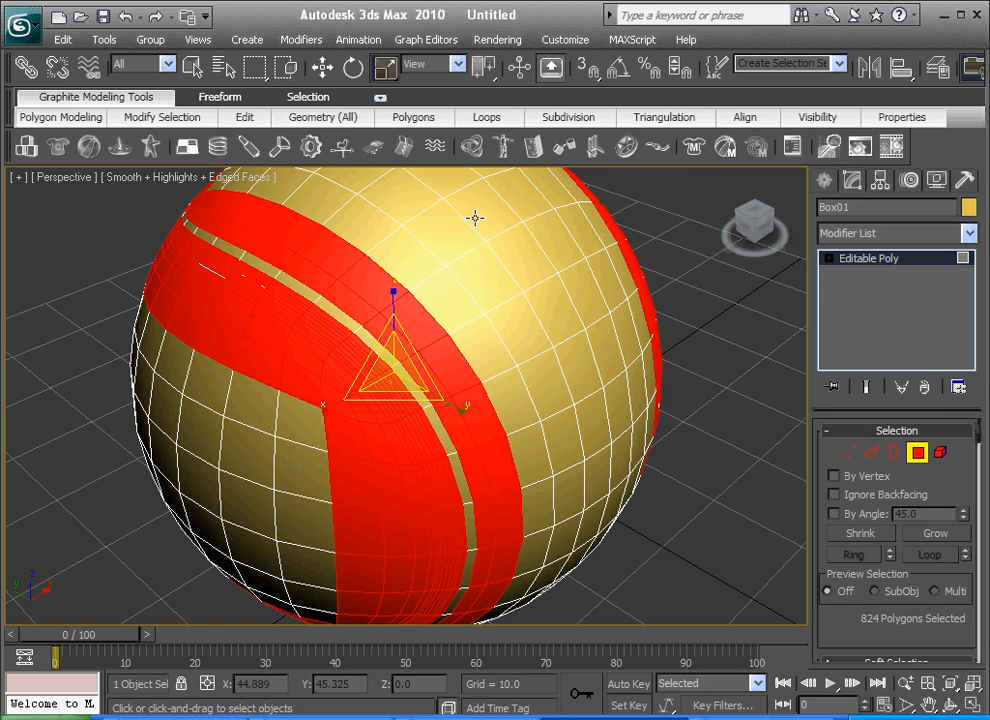 Autodesk 3ds Max 2010 Untitled
Type a keyword or phrase
Edit Tools Group Views Create Modifiers Animation Graph Editors Rendering Customize MAXScript Help
All View Create Selection Se
Graphite Modeling Tools Freeform Selection
Polygon Modeling Modify Selection Edit Geometry (All) Polygons Loops Subdivision Triangulation Align Visibility Properties
[ + ] [ Perspective ] [ Smooth + Highlights + Edged Faces ]
Box01
Modifier List
Editable Poly
Selection
By Vertex
Ignore Backfacing
By Angle: 45.0
Shrink Grow
Ring Loop
Preview Selection
Off SubObj Multi
824 Polygons Selected
x y
z
0 / 100
0 10 20 30 40 50 60 70 80 90 100
1 Object Sel X: 44.889 Y: 45.325 Z: 0.0 Grid = 10.0 Auto Key Selected
Welcome to M Click or click-and-drag to select objects Add Time Tag Set Key Key Filters... 0